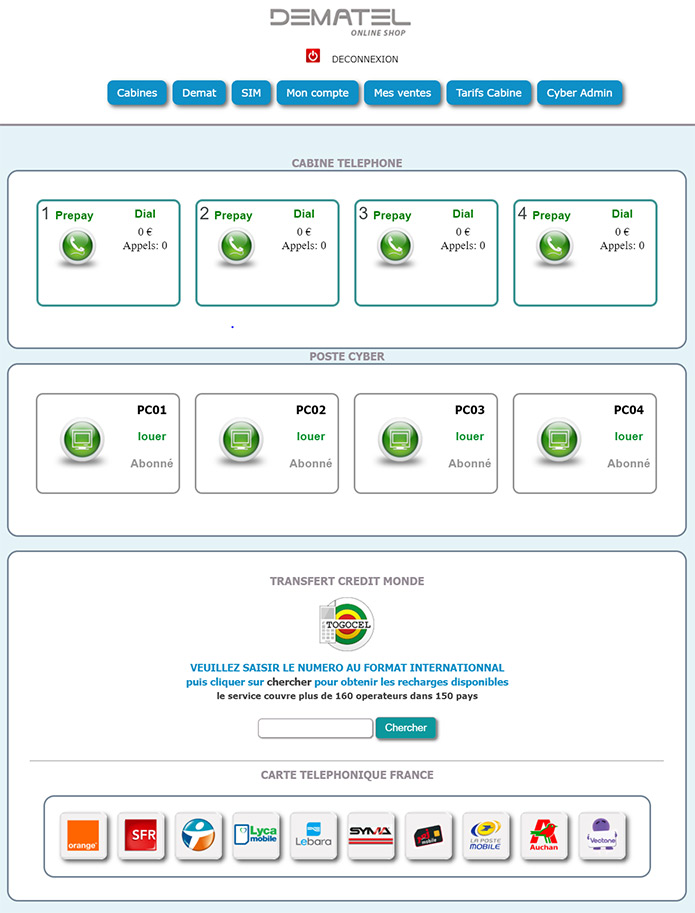 DEMATEL
ONLINE SHOP
DECONNEXION
Cabines Demat SIM Mon compte Mes ventes Tarifs Cabine Cyber Admin
CABINE TELEPHONE
1 Prepay Dial 2 Prepay Dial 3 Prepay Dial 4 Prepay Dial
0 € 0 € 0 € 0 €
Appels: 0 Appels: 0 Appels: 0 Appels: 0
POSTE CYBER
PC01 PC02 PC03 PC04
louer louer louer louer
Abonné Abonné Abonné Abonné
TRANSFERT CREDIT MONDE
TOGOCEL
VEUILLEZ SAISIR LE NUMERO AU FORMAT INTERNATIONNAL
puis cliquer sur chercher pour obtenir les recharges disponibles
le service couvre plus de 160 operateurs dans 150 pays
Chercher
CARTE TELEPHONIQUE FRANCE
orange SFR Lyca mobile Lebara SYMA mobile LA POSTE MOBILE Auchan Vectone